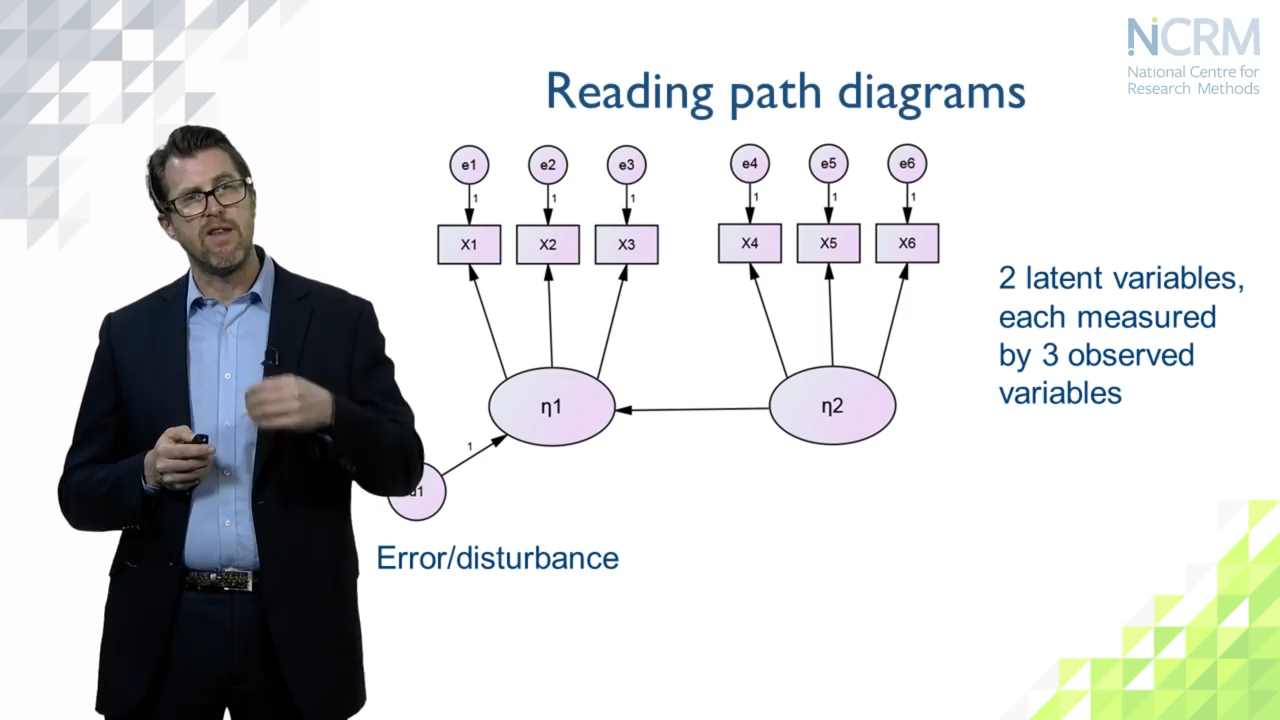 NCRM
National Centre for
Research Methods
Reading path diagrams
e1 e2 e3 e4 e5 e6
1 1 1 1 1 1
X1 X2 X3 X4 X5 X6
2 latent variables,
each measured
by 3 observed
variables
η1 η2
1
Error/disturbance